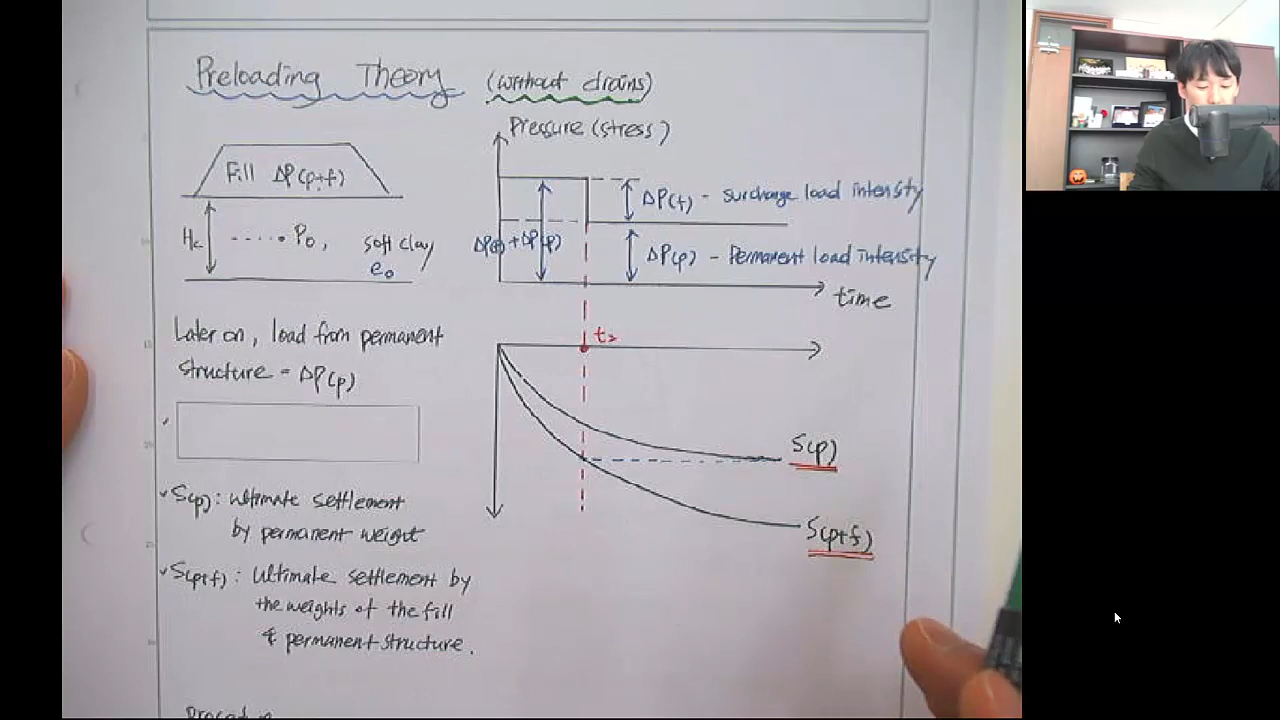 Preloading Theory (without drains)
Pressure (stress)
Fill ΔP(p+f)
ΔP(f) - surcharge load intensity
Hc
P₀,
soft clay
e₀
ΔP(f)+ΔP(p)
ΔP(p) - Permanent load intensity
time
t₂
Later on, load from permanent
structure = ΔP(p)
S(p)
S(p): ultimate settlement
by permanent weight
S(p+f)
S(p+f): Ultimate settlement by
the weights of the fill
& permanent structure.